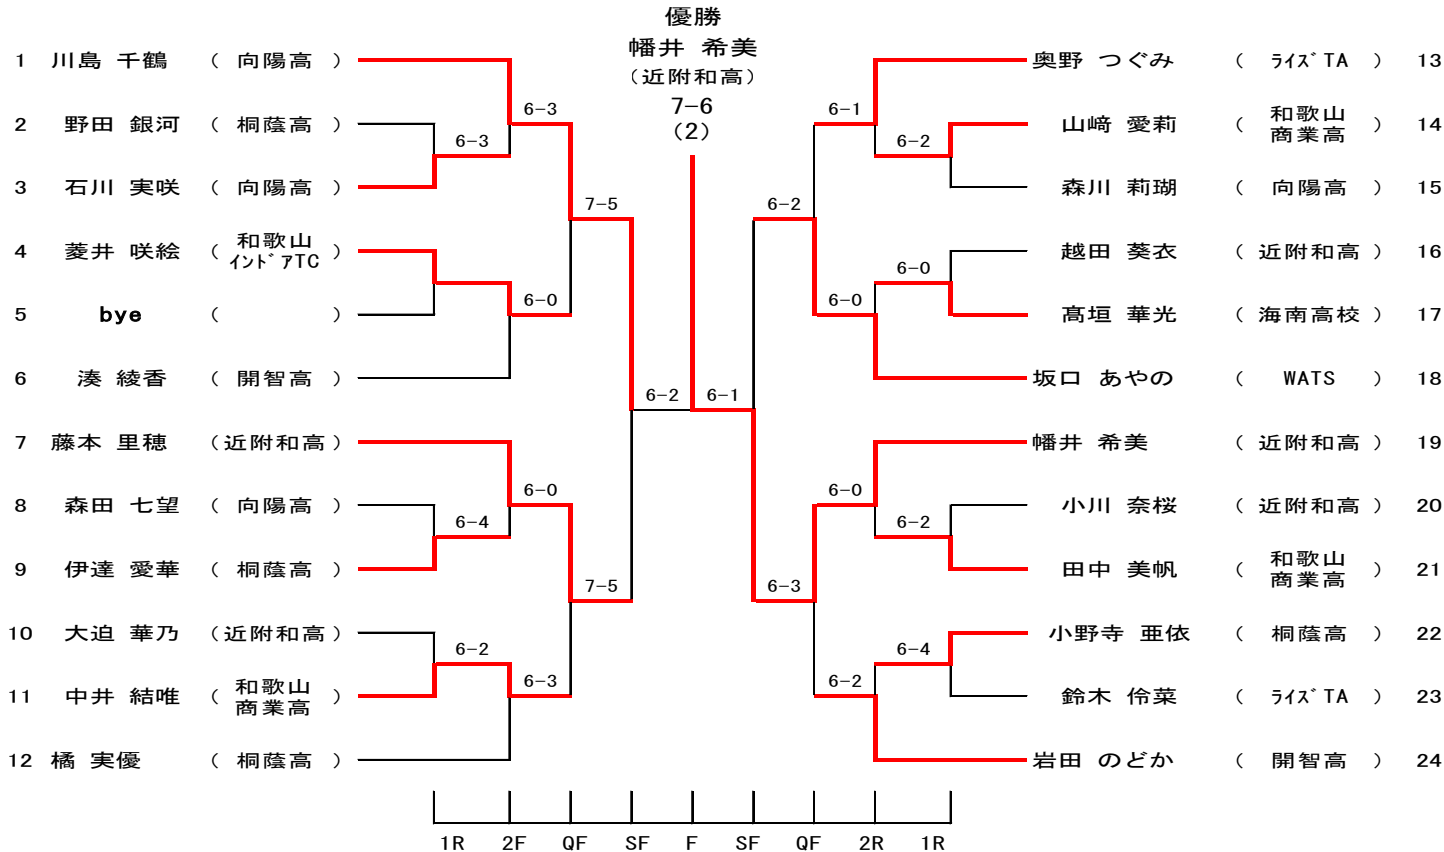 優勝
幡井 希美
(近附和高)
7-6
(2)
1 川島 千鶴 ( 向陽高 )
2 野田 銀河 ( 桐蔭高 )
3 石川 実咲 ( 向陽高 )
4 菱井 咲絵 ( 和歌山 ｲﾝﾄﾞｱTC )
5 bye ( )
6 湊 綾香 ( 開智高 )
7 藤本 里穂 (近附和高)
8 森田 七望 ( 向陽高 )
9 伊達 愛華 ( 桐蔭高 )
10 大迫 華乃 (近附和高)
11 中井 結唯 ( 和歌山 商業高 )
12 橘 実優 ( 桐蔭高 )
6-3
6-3
7-5
6-0
6-2
6-0
6-4
7-5
6-2
6-3
6-1
6-2
6-2
6-0
6-0
6-1
6-0
6-2
6-3
6-4
6-2
奥野 つぐみ ( ﾗｲｽﾞTA ) 13
山﨑 愛莉 ( 和歌山 商業高 ) 14
森川 莉瑚 ( 向陽高 ) 15
越田 葵衣 ( 近附和高 ) 16
髙垣 華光 ( 海南高校 ) 17
坂口 あやの ( WATS ) 18
幡井 希美 ( 近附和高 ) 19
小川 奈桜 ( 近附和高 ) 20
田中 美帆 ( 和歌山 商業高 ) 21
小野寺 亜依 ( 桐蔭高 ) 22
鈴木 伶菜 ( ﾗｲｽﾞTA ) 23
岩田 のどか ( 開智高 ) 24
1R 2F QF SF F SF QF 2R 1R